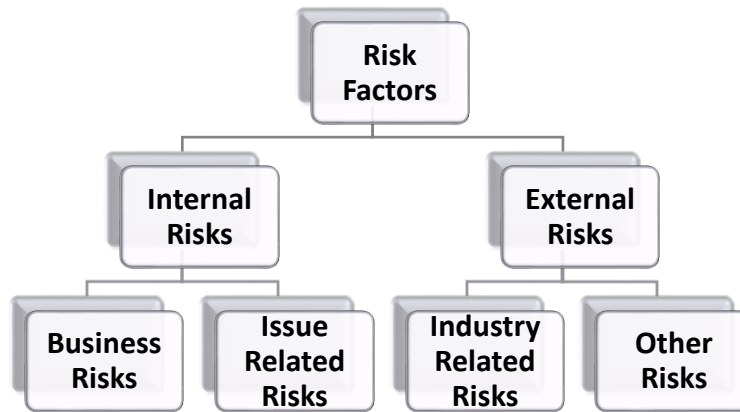 Risk
Factors
Internal
Risks
External
Risks
Business
Risks
Issue
Related
Risks
Industry
Related
Risks
Other
Risks